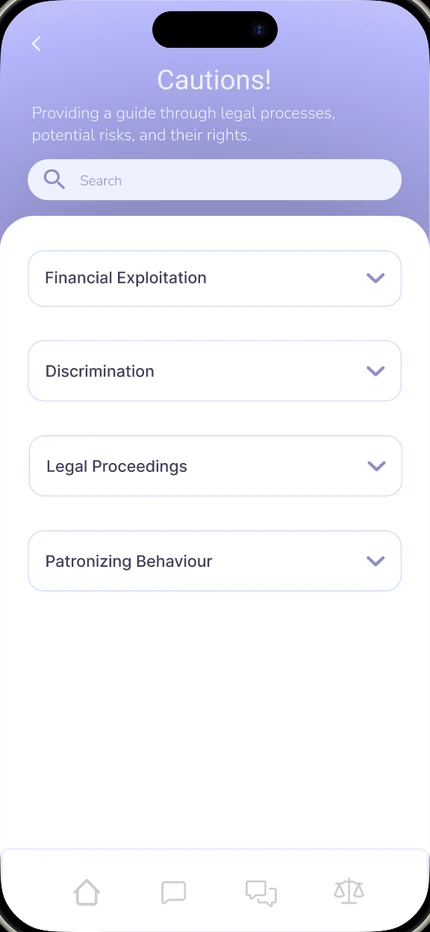 Cautions!
Providing a guide through legal processes,
potential risks, and their rights.
Search
Financial Exploitation
Discrimination
Legal Proceedings
Patronizing Behaviour